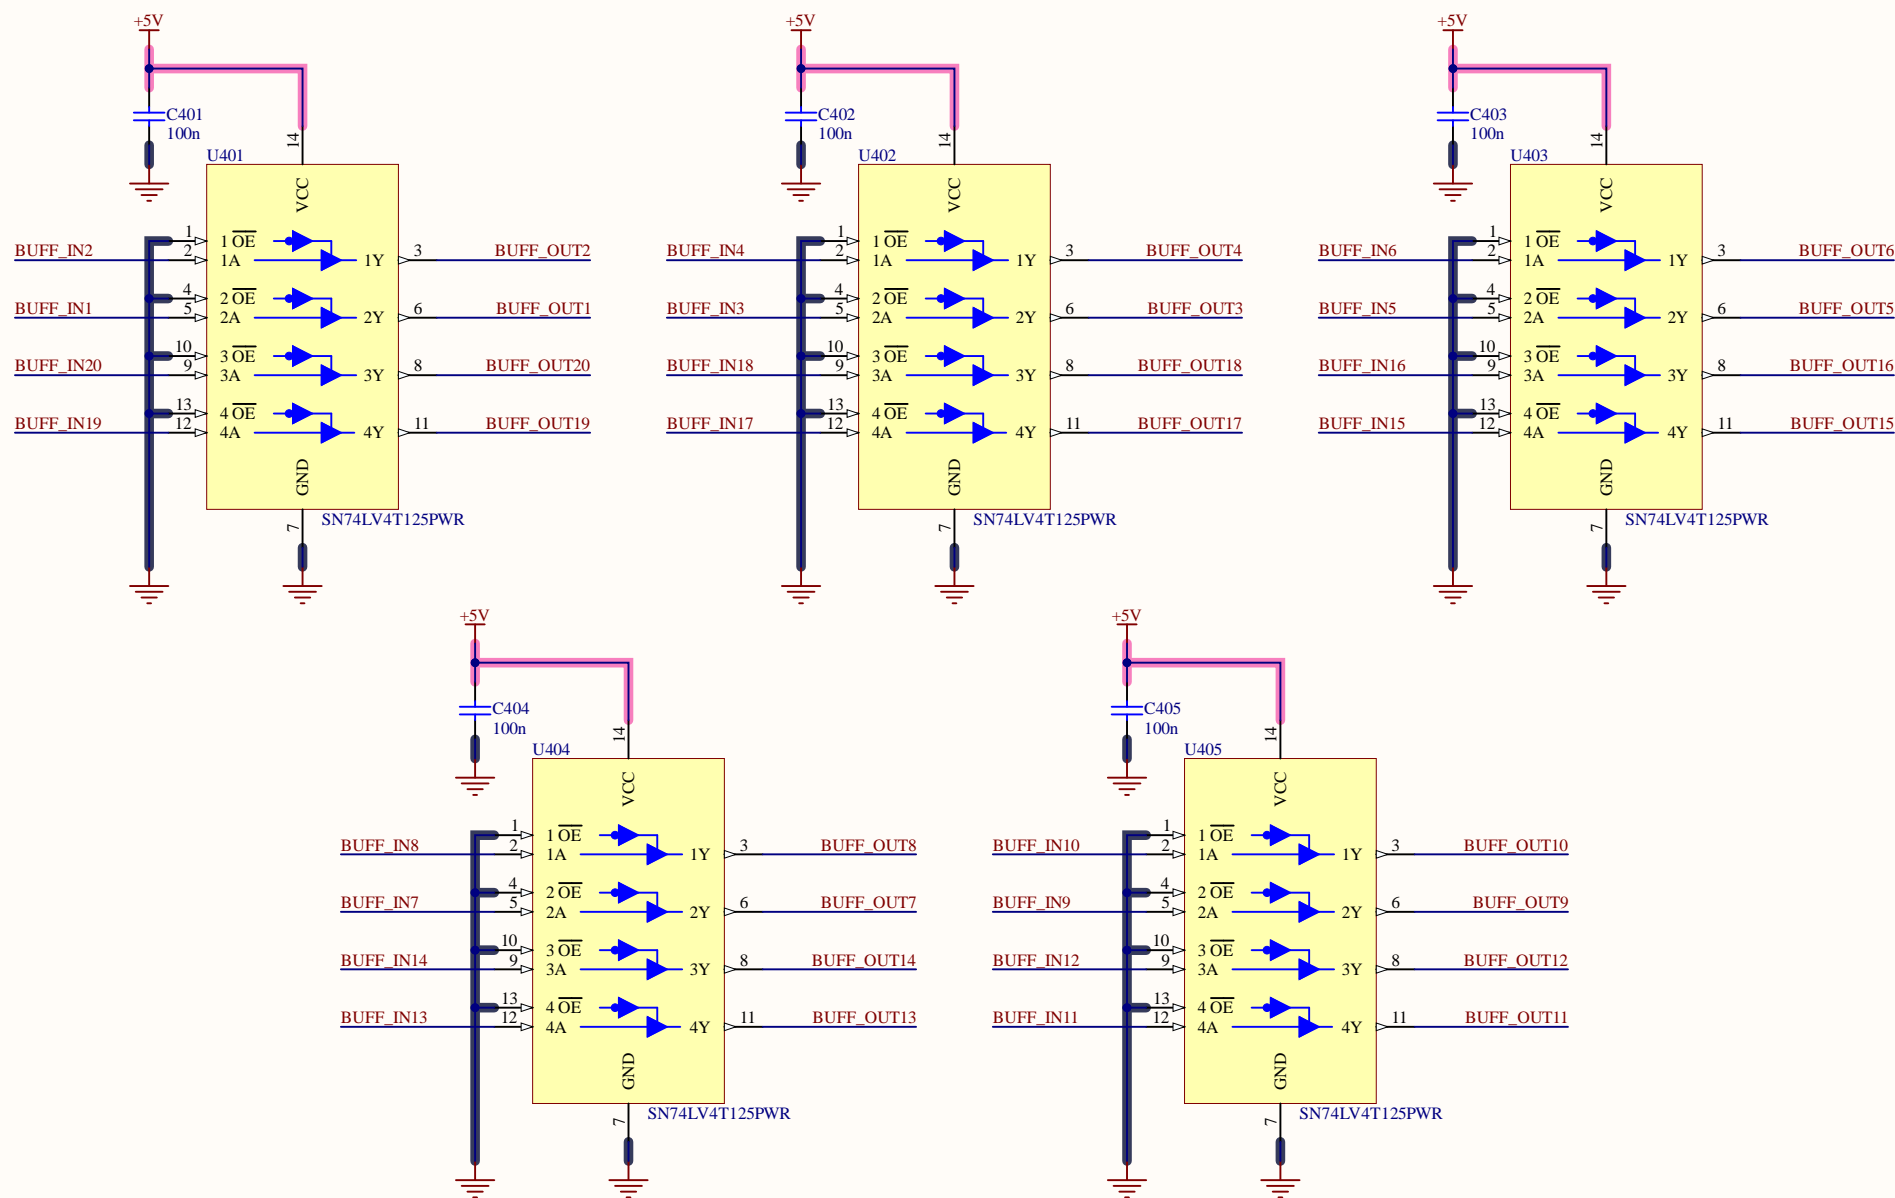 +5V
C401
100n
14
U401
VCC
1 1 OE
BUFF_IN2 2 1A 1Y 3 BUFF_OUT2
4 2 OE
BUFF_IN1 5 2A 2Y 6 BUFF_OUT1
10 3 OE
BUFF_IN20 9 3A 3Y 8 BUFF_OUT20
13 4 OE
BUFF_IN19 12 4A 4Y 11 BUFF_OUT19
GND
7
SN74LV4T125PWR
+5V
C402
100n
14
U402
VCC
1 1 OE
BUFF_IN4 2 1A 1Y 3 BUFF_OUT4
4 2 OE
BUFF_IN3 5 2A 2Y 6 BUFF_OUT3
10 3 OE
BUFF_IN18 9 3A 3Y 8 BUFF_OUT18
13 4 OE
BUFF_IN17 12 4A 4Y 11 BUFF_OUT17
GND
7
SN74LV4T125PWR
+5V
C403
100n
14
U403
VCC
1 1 OE
BUFF_IN6 2 1A 1Y 3 BUFF_OUT6
4 2 OE
BUFF_IN5 5 2A 2Y 6 BUFF_OUT5
10 3 OE
BUFF_IN16 9 3A 3Y 8 BUFF_OUT16
13 4 OE
BUFF_IN15 12 4A 4Y 11 BUFF_OUT15
GND
7
SN74LV4T125PWR
+5V
C404
100n
14
U404
VCC
1 1 OE
BUFF_IN8 2 1A 1Y 3 BUFF_OUT8
4 2 OE
BUFF_IN7 5 2A 2Y 6 BUFF_OUT7
10 3 OE
BUFF_IN14 9 3A 3Y 8 BUFF_OUT14
13 4 OE
BUFF_IN13 12 4A 4Y 11 BUFF_OUT13
GND
7
SN74LV4T125PWR
+5V
C405
100n
14
U405
VCC
1 1 OE
BUFF_IN10 2 1A 1Y 3 BUFF_OUT10
4 2 OE
BUFF_IN9 5 2A 2Y 6 BUFF_OUT9
10 3 OE
BUFF_IN12 9 3A 3Y 8 BUFF_OUT12
13 4 OE
BUFF_IN11 12 4A 4Y 11 BUFF_OUT11
GND
7
SN74LV4T125PWR